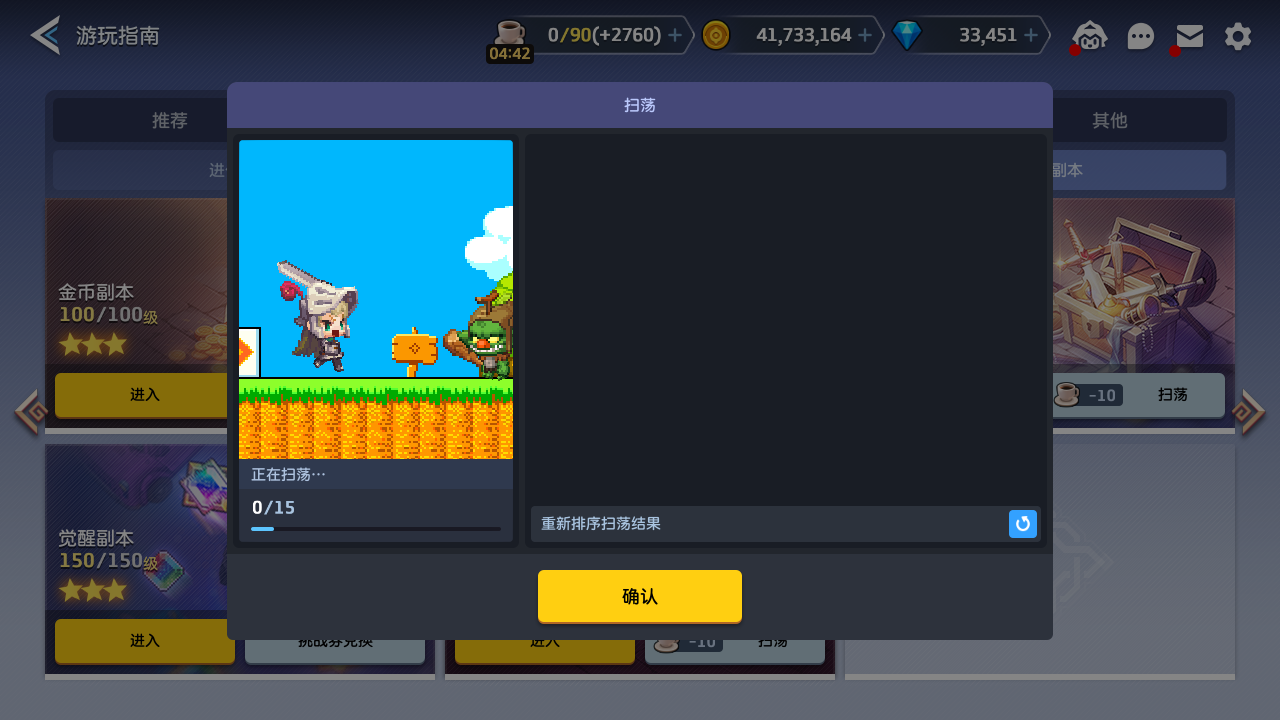 游玩指南
04:42
0/90(+2760)
41,733,164
33,451
扫荡
推荐
其他
副本
金币副本
100/100级
进入
-10
扫荡
正在扫荡…
0/15
重新排序扫荡结果
确认
觉醒副本
150/150级
进入
挑战券兑换
进入
-10
扫荡